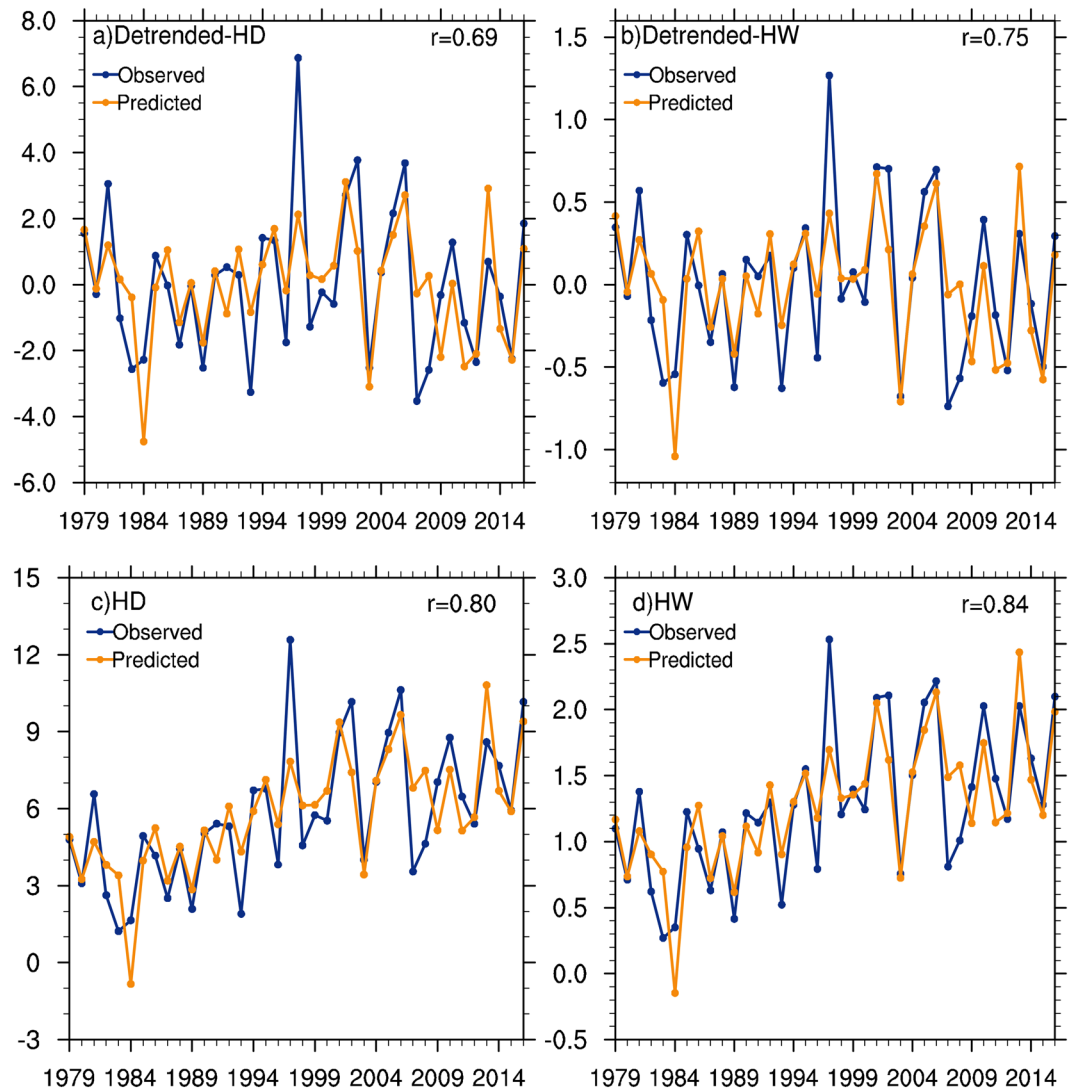 a)Detrended-HD r=0.69
Observed
Predicted
8.0
6.0
4.0
2.0
0.0
-2.0
-4.0
-6.0
1979 1984 1989 1994 1999 2004 2009 2014
b)Detrended-HW r=0.75
Observed
Predicted
1.5
1.0
0.5
0.0
-0.5
-1.0
1979 1984 1989 1994 1999 2004 2009 2014
c)HD r=0.80
Observed
Predicted
15
12
9
6
3
0
-3
1979 1984 1989 1994 1999 2004 2009 2014
d)HW r=0.84
Observed
Predicted
3.0
2.5
2.0
1.5
1.0
0.5
0.0
-0.5
1979 1984 1989 1994 1999 2004 2009 2014